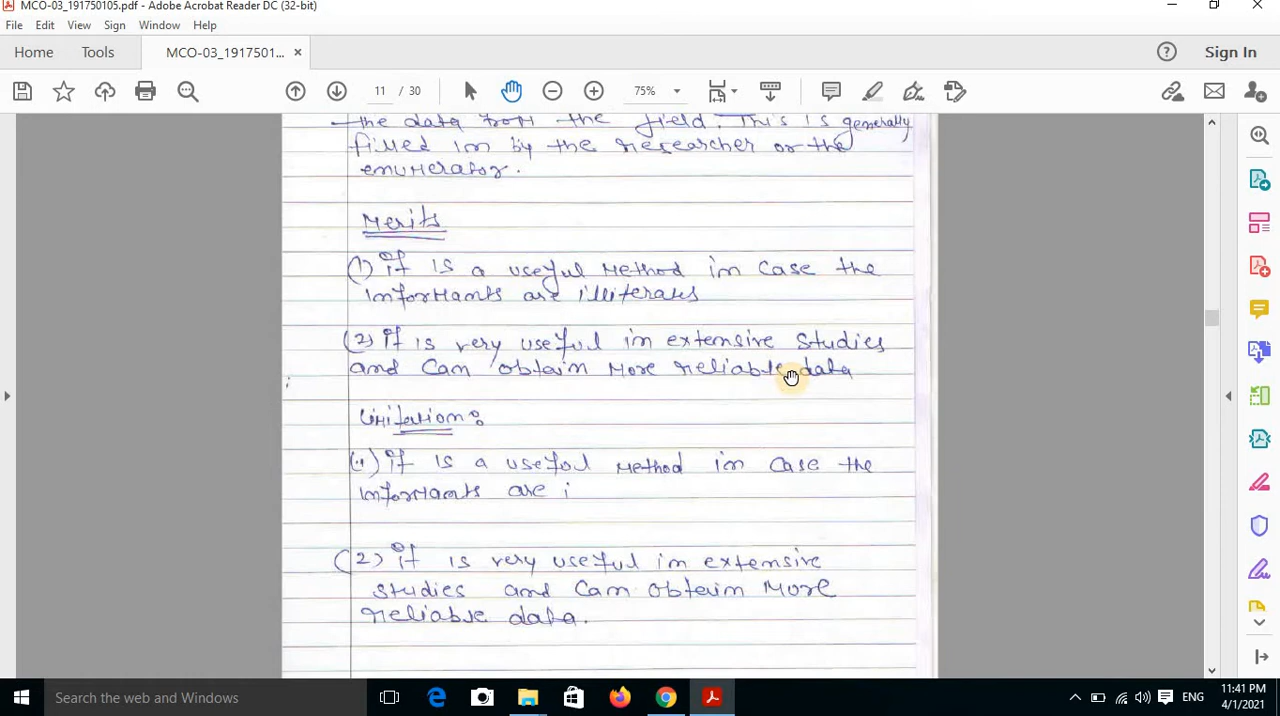 MCO-03_191750105.pdf - Adobe Acrobat Reader DC (32-bit)
File Edit View Sign Window Help
Home Tools MCO-03_1917501... × Sign In
11 / 30 75%
the data from the field. This is generally
filled in by the researcher or the
enumerator.
Merits
(1) It is a useful method in case the
informants are illiterates
(2) It is very useful in extensive studies
and can obtain more reliable data
Limitation:
(1) It is a useful method in case the
informants are i
(2) It is very useful in extensive
studies and can obtain more
reliable data.
Search the web and Windows
ENG
11:41 PM
4/1/2021